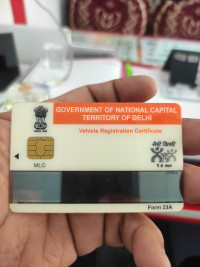 GOVERNMENT OF NATIONAL CAPITAL
TERRITORY OF DELHI
Vehicle Registration Certificate
MLO
Form 23A